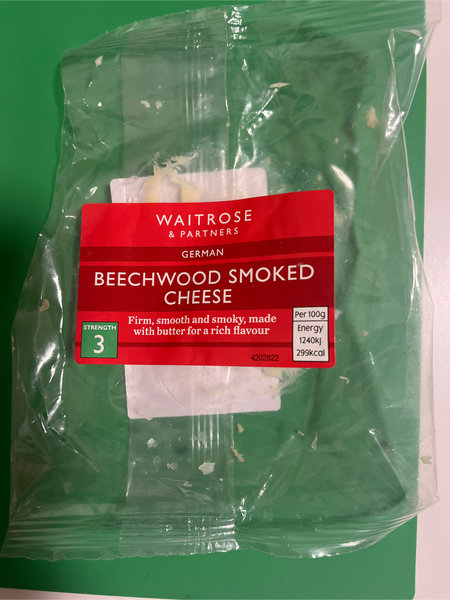 WAITROSE
& PARTNERS
GERMAN
BEECHWOOD SMOKED
CHEESE
Firm, smooth and smoky, made
with butter for a rich flavour
STRENGTH
3
Per 100g
Energy
1240kJ
299kcal
4202822